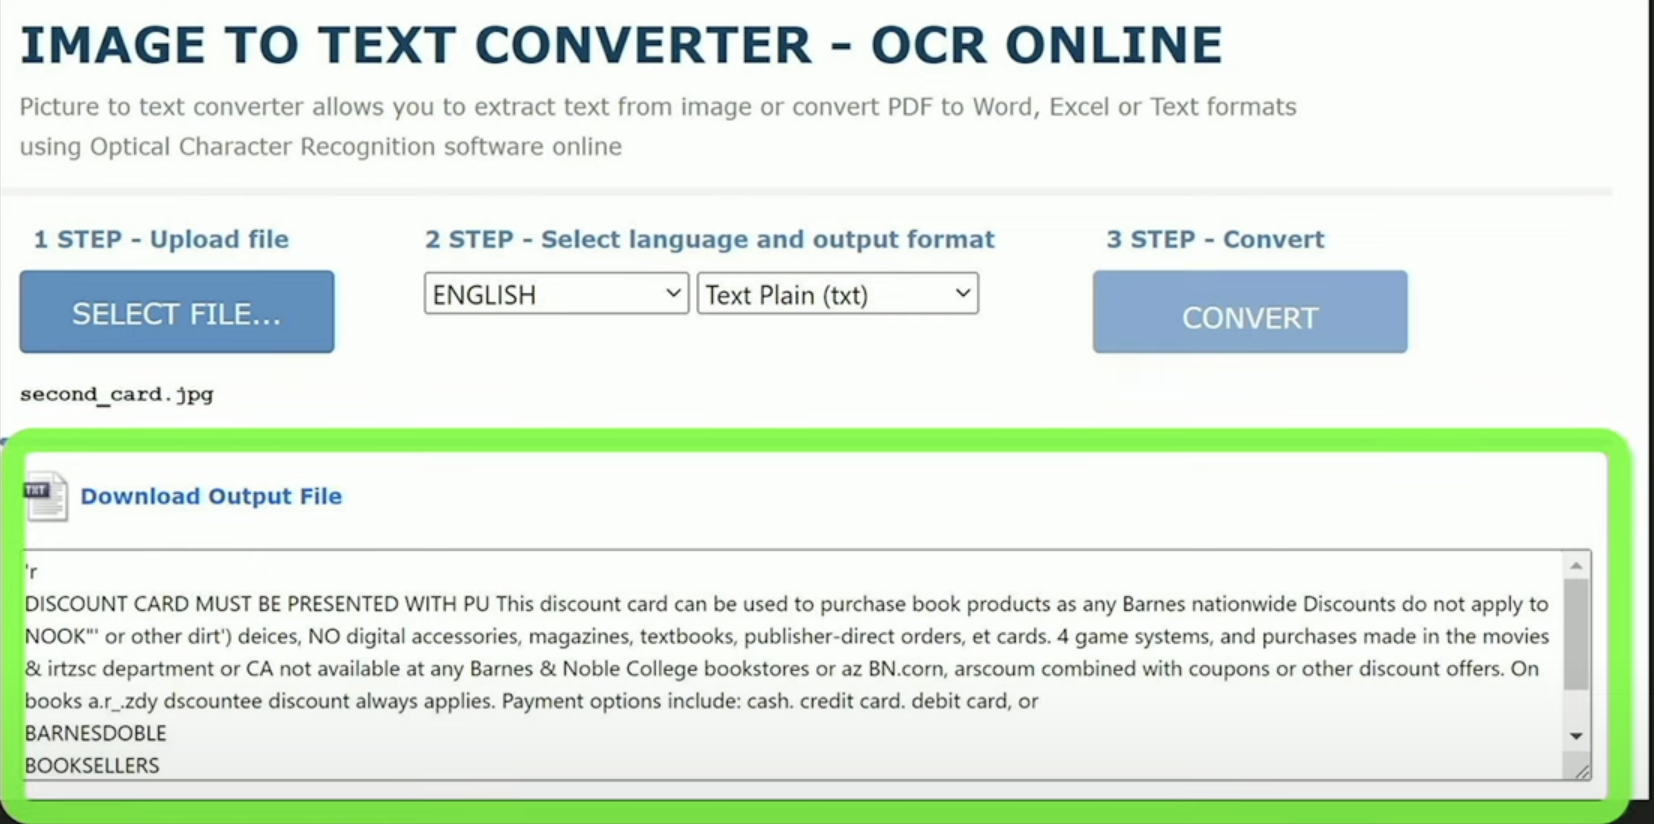 IMAGE TO TEXT CONVERTER - OCR ONLINE
Picture to text converter allows you to extract text from image or convert PDF to Word, Excel or Text formats
using Optical Character Recognition software online
1 STEP - Upload file
SELECT FILE...
second_card.jpg
2 STEP - Select language and output format
ENGLISH
Text Plain (txt)
3 STEP - Convert
CONVERT
TXT
Download Output File
'r
DISCOUNT CARD MUST BE PRESENTED WITH PU This discount card can be used to purchase book products as any Barnes nationwide Discounts do not apply to
NOOK"' or other dirt') deices, NO digital accessories, magazines, textbooks, publisher-direct orders, et cards. 4 game systems, and purchases made in the movies
& irtzsc department or CA not available at any Barnes & Noble College bookstores or az BN.corn, arscoum combined with coupons or other discount offers. On
books a.r_.zdy dscountee discount always applies. Payment options include: cash. credit card. debit card, or
BARNESDOBLE
BOOKSELLERS